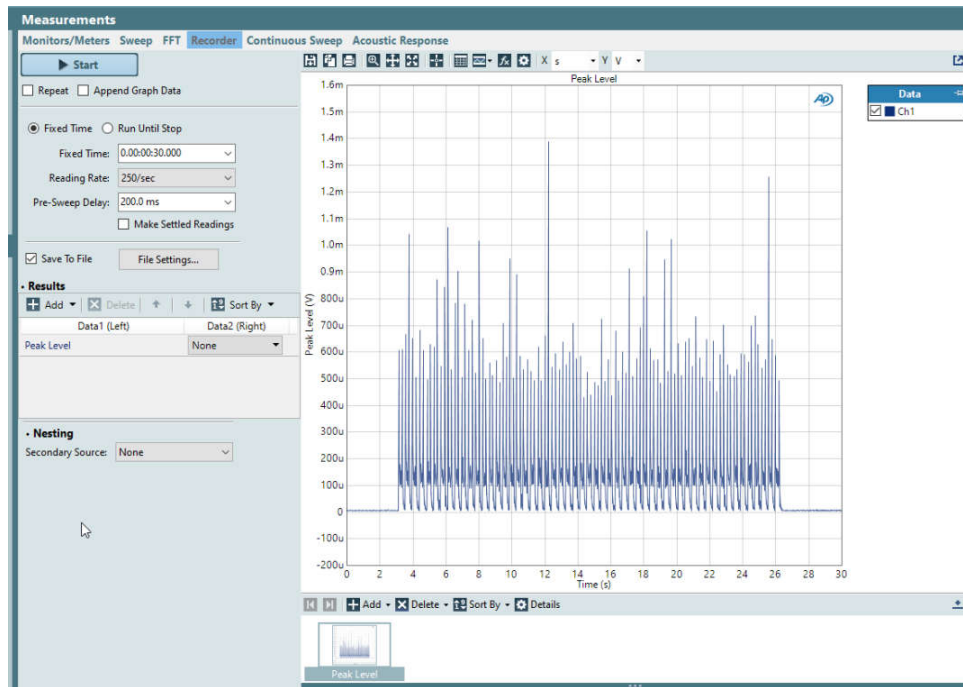 Measurements
Monitors/Meters Sweep FFT Recorder Continuous Sweep Acoustic Response
Start
Repeat Append Graph Data
Fixed Time Run Until Stop
Fixed Time: 0.00:00:30.000
Reading Rate: 250/sec
Pre-Sweep Delay: 200.0 ms
Make Settled Readings
Save To File File Settings...
Results
Add Delete Sort By
Data1 (Left) Data2 (Right)
Peak Level None
Nesting
Secondary Source: None
X s Y V
Peak Level
AP
Peak Level (V)
1.6m
1.5m
1.4m
1.3m
1.2m
1.1m
1.0m
0.9m
800u
700u
600u
500u
400u
300u
200u
100u
0
-100u
-200u
0 2 4 6 8 10 12 14 16 18 20 22 24 26 28 30
Time (s)
Data
Ch1
Add Delete Sort By Details
Peak Level